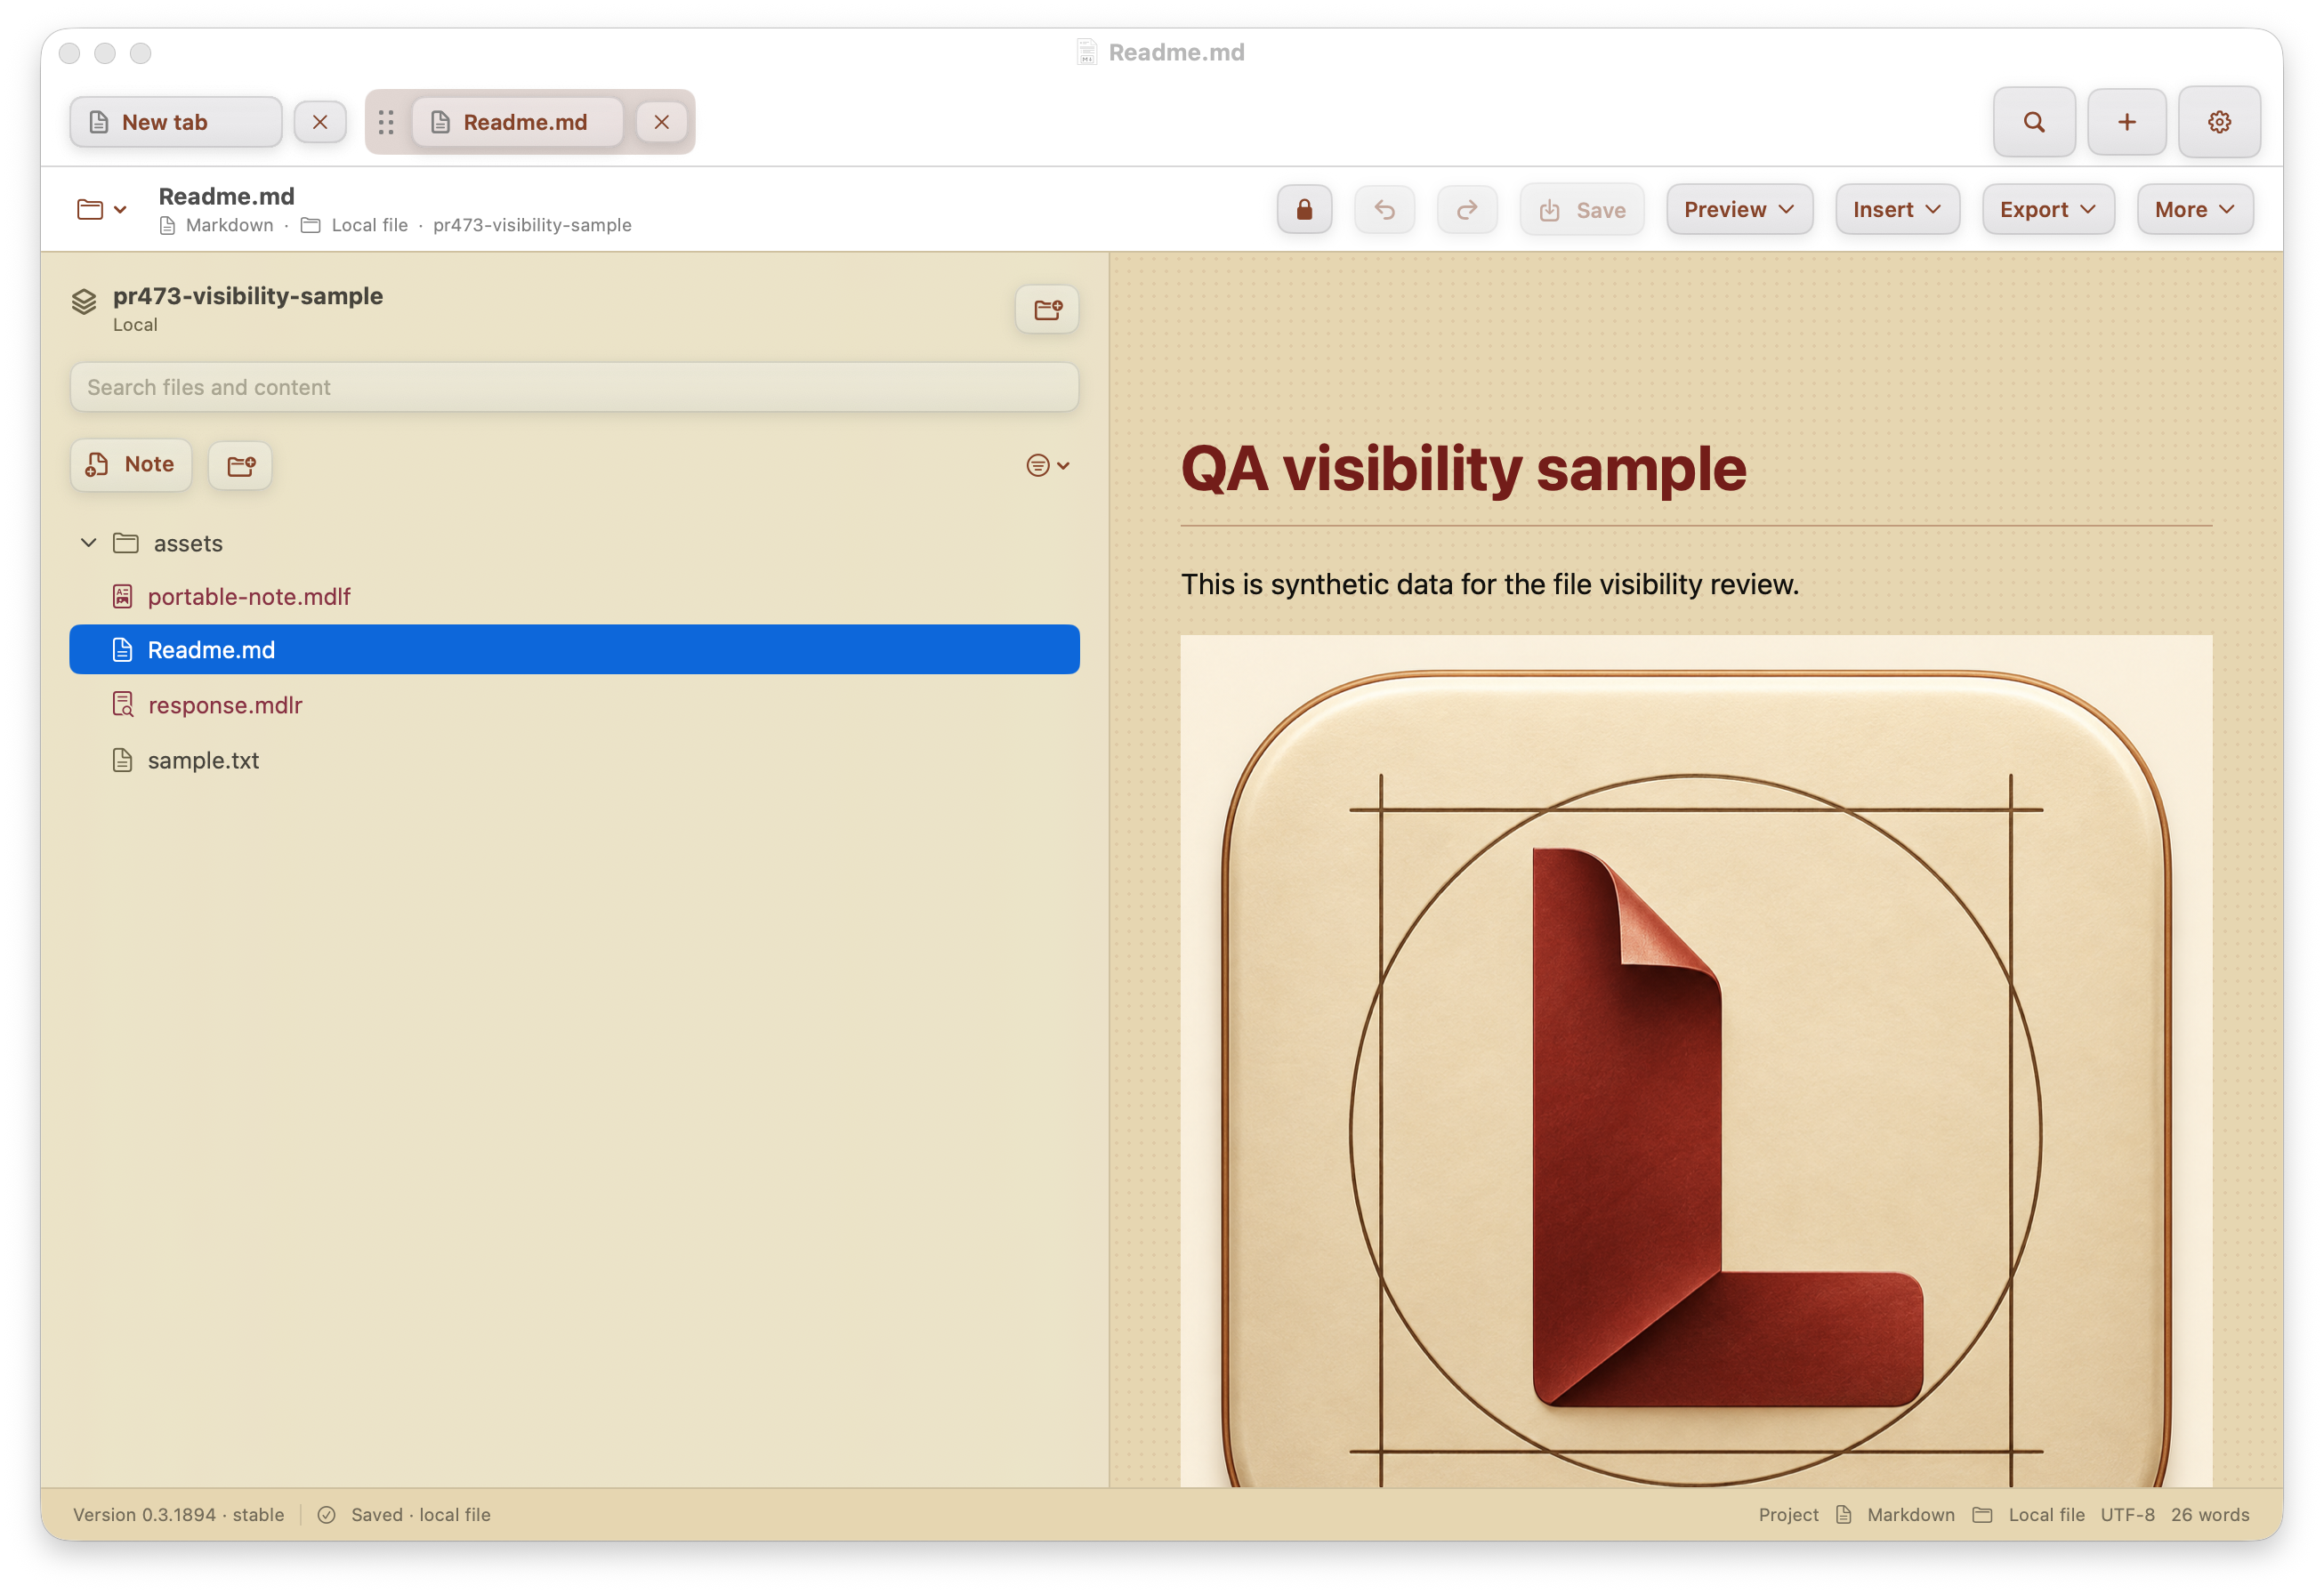 Readme.md
New tab
Readme.md
Readme.md
Markdown · Local file · pr473-visibility-sample
Save
Preview
Insert
Export
More
pr473-visibility-sample
Local
Search files and content
Note
assets
portable-note.mdlf
Readme.md
response.mdlr
sample.txt
QA visibility sample
This is synthetic data for the file visibility review.
Version 0.3.1894 · stable
Saved · local file
Project Markdown Local file UTF-8 26 words